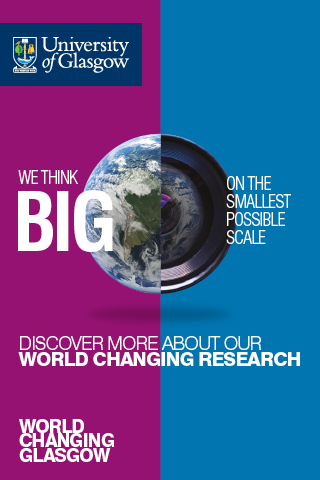 University
of Glasgow
WE THINK
BIG
ON THE
SMALLEST
POSSIBLE
SCALE
DISCOVER MORE ABOUT OUR
WORLD CHANGING RESEARCH
WORLD
CHANGING
GLASGOW